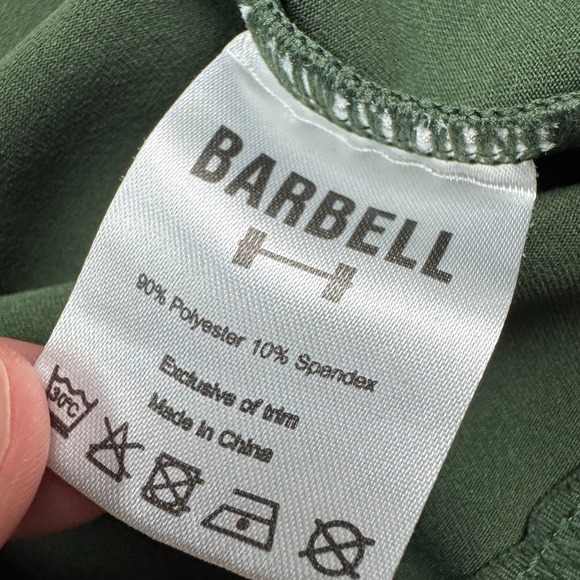 BARBELL
90% Polyester 10% Spandex
Exclusive of trim
Made in China
30°C